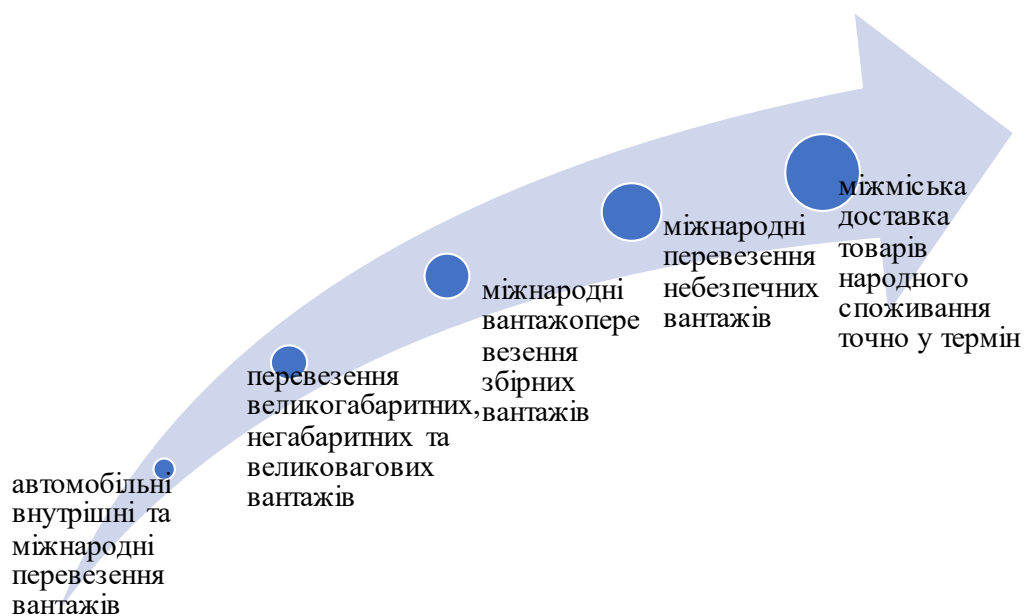 автомобільні
внутрішні та
міжнародні
перевезення
вантажів
перевезення
великогабаритних,
негабаритних та
великовагових
вантажів
міжнародні
вантажопере
везення
збірних
вантажів
міжнародні
перевезення
небезпечних
вантажів
міжміська
доставка
товарів
народного
споживання
точно у термін